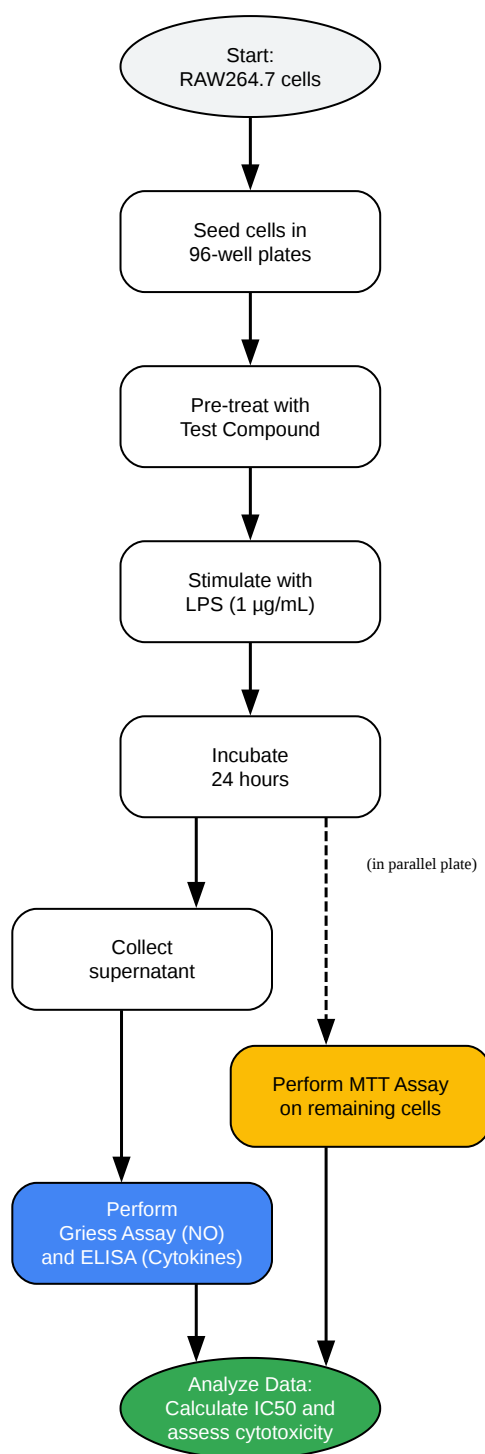 Start:
RAW264.7 cells
Seed cells in
96-well plates
Pre-treat with
Test Compound
Stimulate with
LPS (1 µg/mL)
Incubate
24 hours
(in parallel plate)
Collect
supernatant
Perform MTT Assay
on remaining cells
Perform
Griess Assay (NO)
and ELISA (Cytokines)
Analyze Data:
Calculate IC50 and
assess cytotoxicity